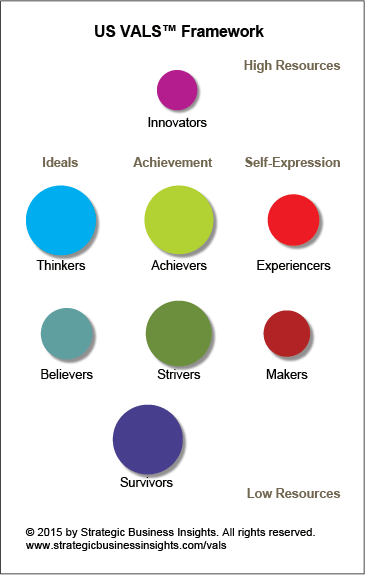 US VALS™ Framework
High Resources
Innovators
Ideals Achievement Self-Expression
Thinkers Achievers Experiencers
Believers Strivers Makers
Survivors
Low Resources
© 2015 by Strategic Business Insights. All rights reserved.
www.strategicbusinessinsights.com/vals